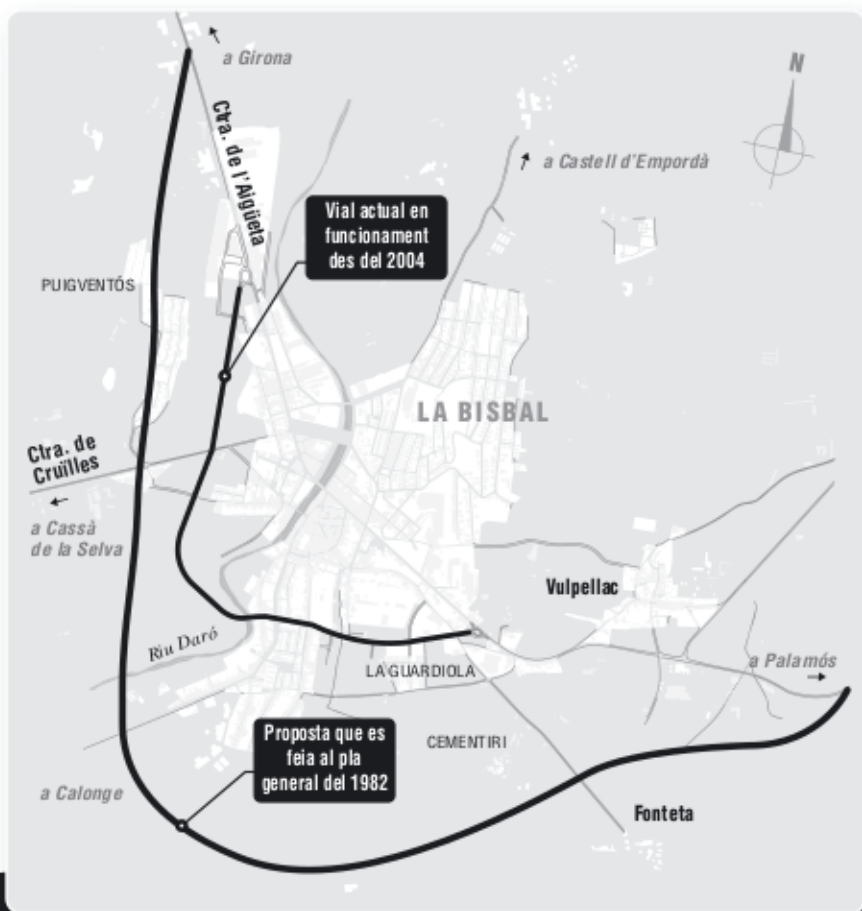 a Girona
N
Ctra. de l'Aigüeta
a Castell d'Empordà
Vial actual en
funcionament
des del 2004
PUIGVENTÓS
LA BISBAL
Ctra. de
Cruïlles
a Cassà
de la Selva
Vulpellac
Riu Daró
LA GUARDIOLA
a Palamós
Proposta que es
feia al pla
general del 1982
CEMENTIRI
a Calonge
Fonteta